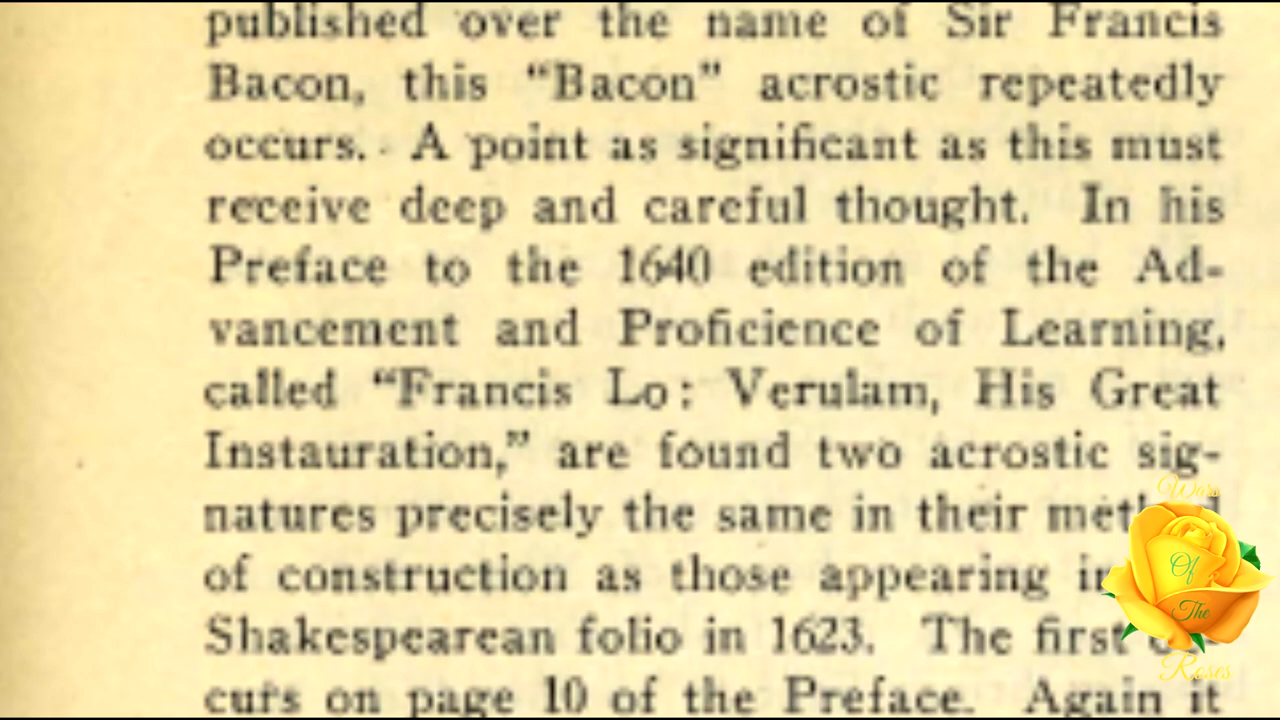 published over the name of Sir Francis
Bacon, this “Bacon” acrostic repeatedly
occurs. A point as significant as this must
receive deep and careful thought. In his
Preface to the 1640 edition of the Ad-
vancement and Proficience of Learning,
called “Francis Lo: Verulam, His Great
Instauration,” are found two acrostic sig-
natures precisely the same in their
of construction as those appearing
Shakespearean folio in 1623. The first
curs on page 10 of the Preface. Again it
Wars
Of
The
Roses